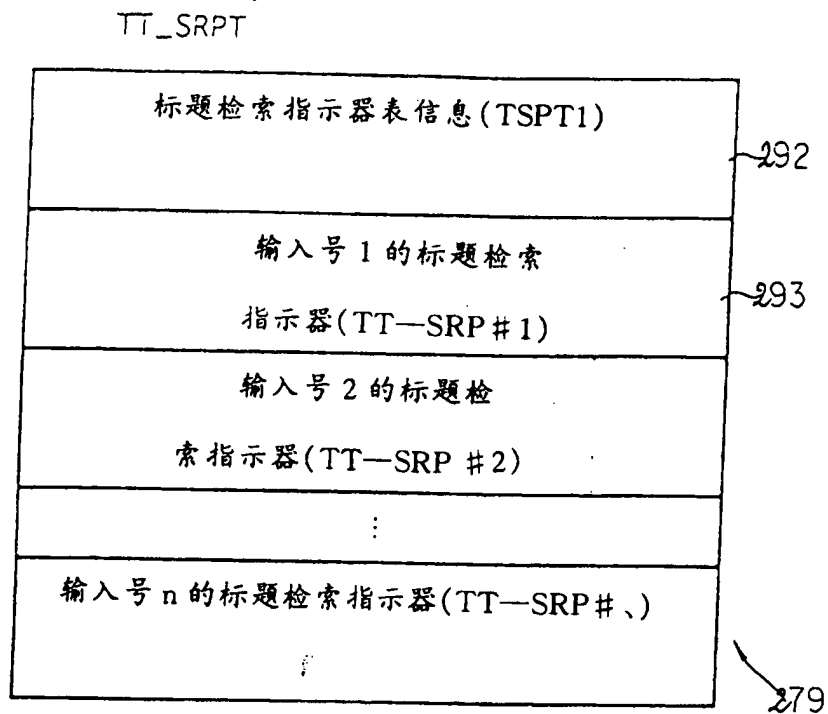 TT_SRPT
标题检索指示器表信息(TSPT1)
292
输入号1的标题检索
指示器(TT—SRP#1)
293
输入号2的标题检
索指示器(TT—SRP #2)
⋮
输入号n的标题检索指示器(TT—SRP#、)
279